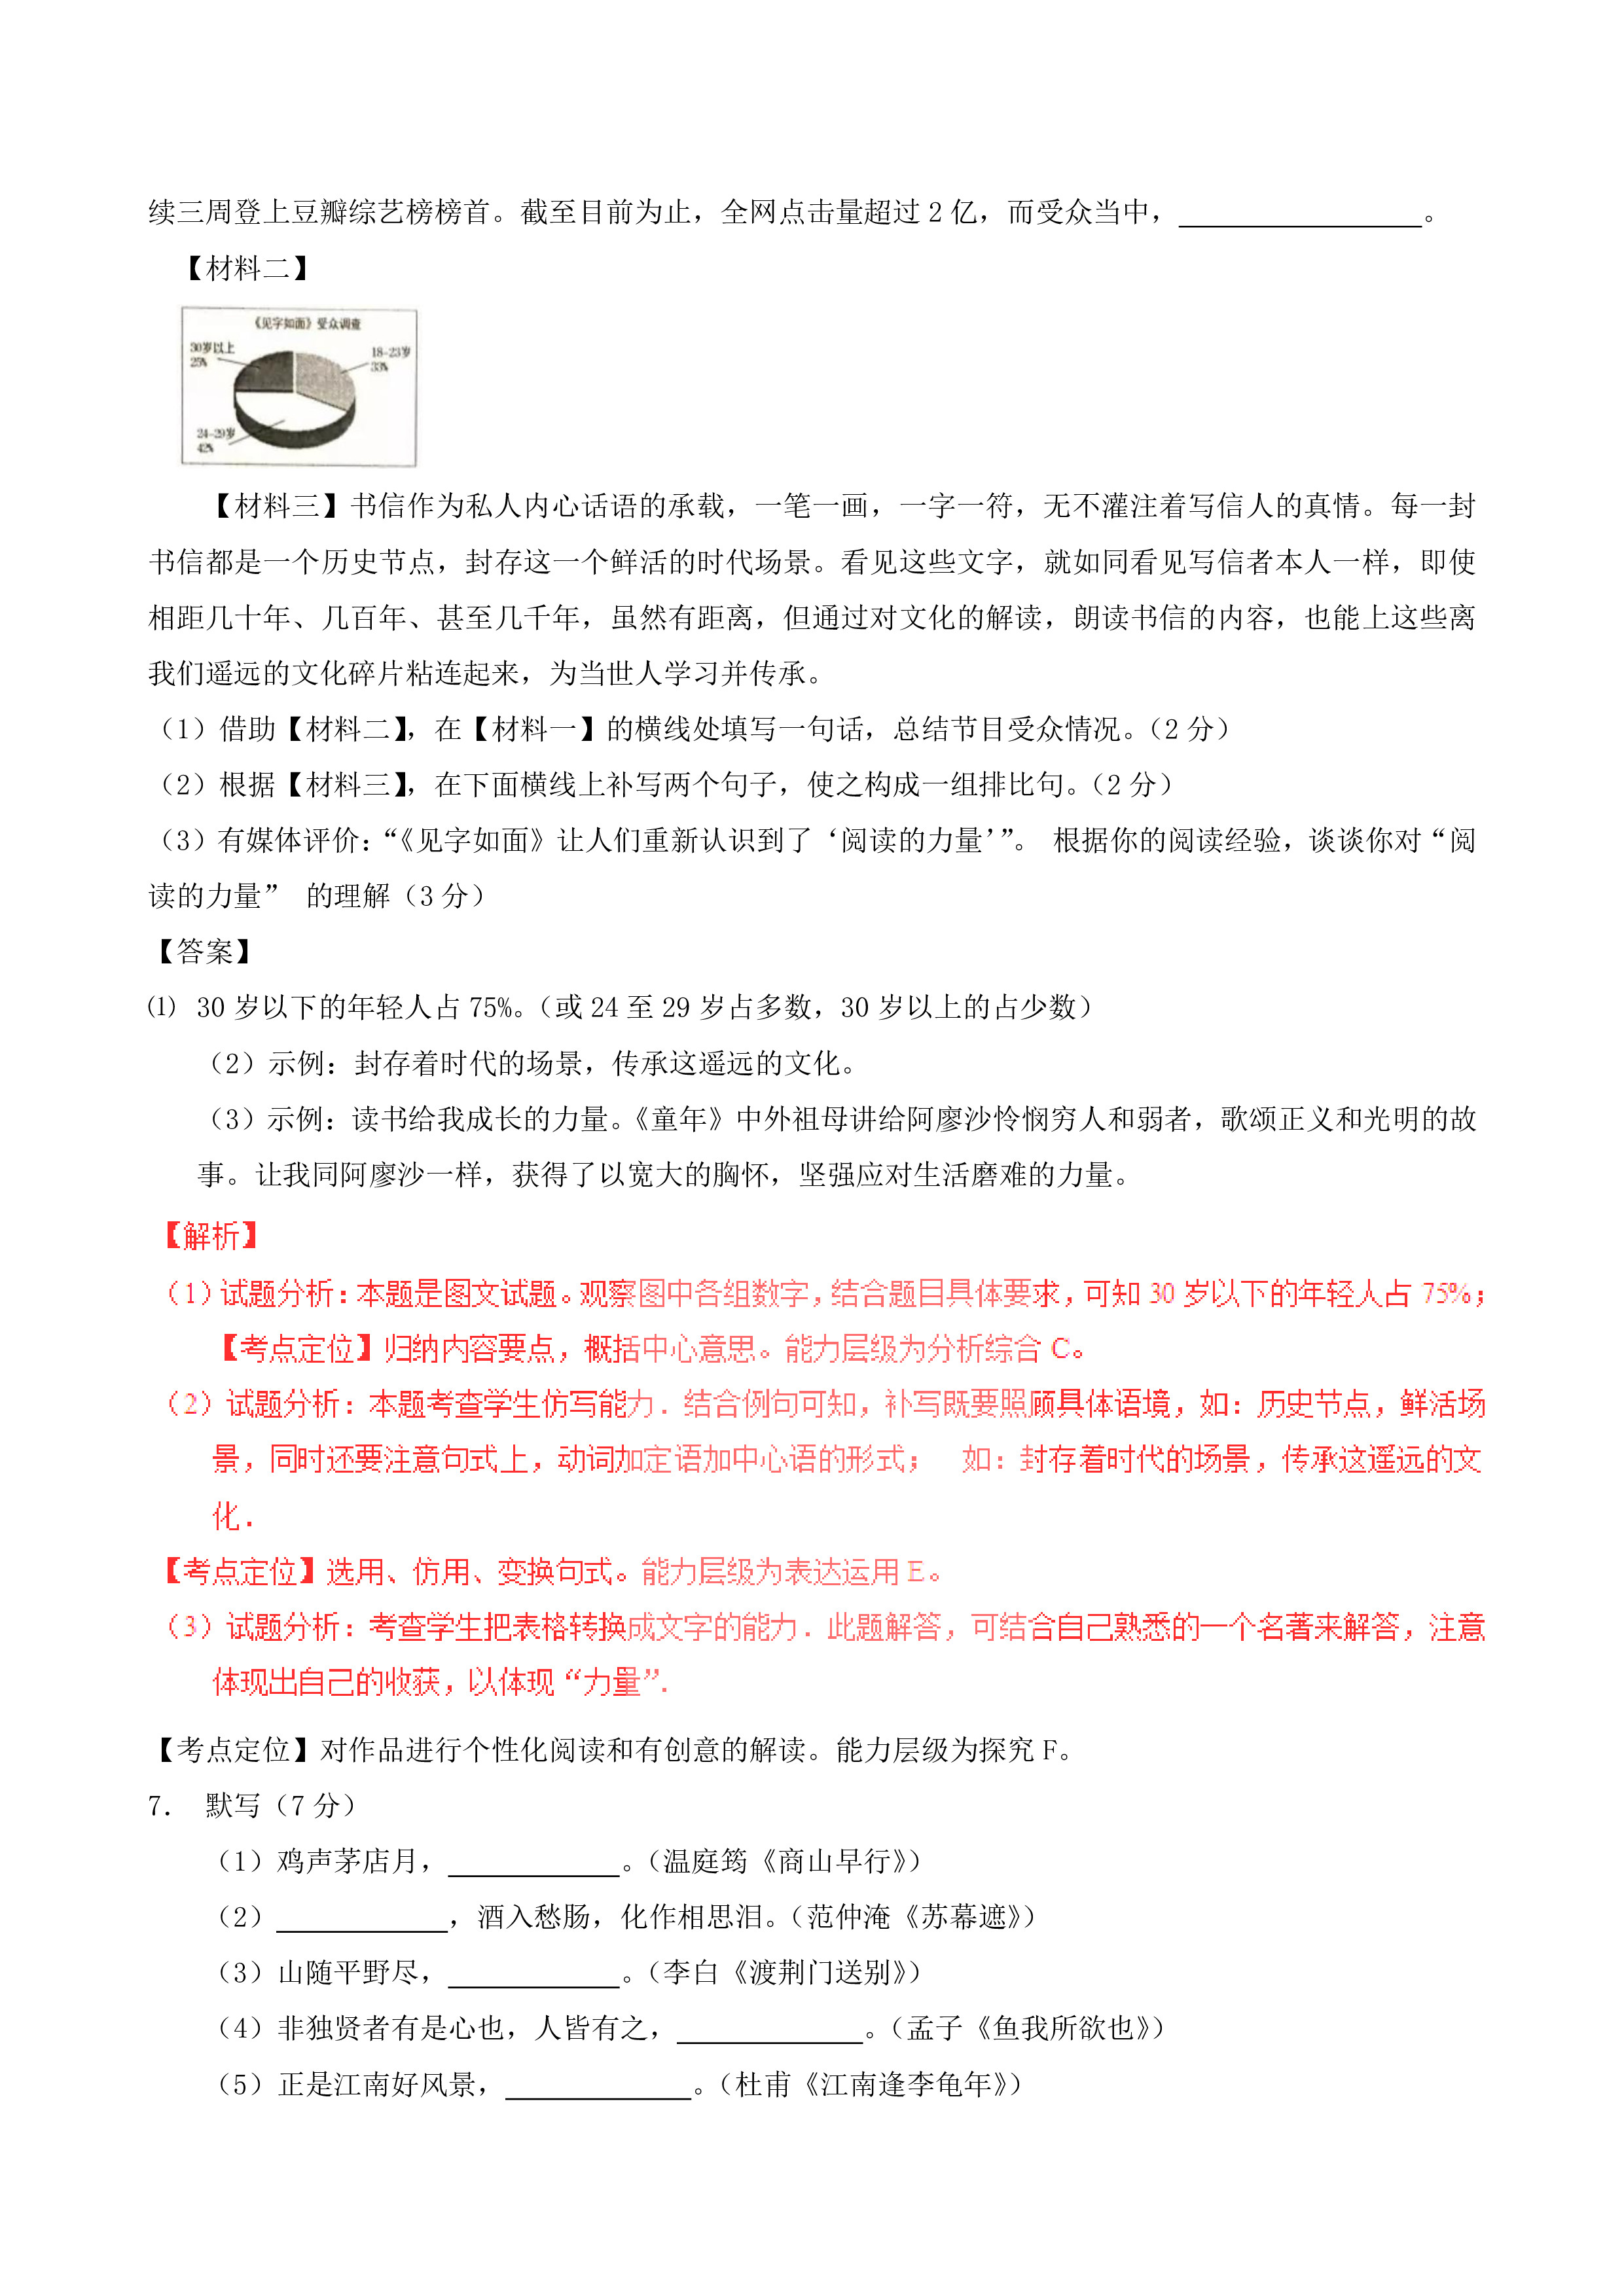 续三周登上豆瓣综艺榜榜首。截至目前为止，全网点击量超过 2 亿，而受众当中，________________。
【材料二】
《见字如面》受众调查
30岁以上
25%
18-23岁
33%
24-29岁
42%
【材料三】书信作为私人内心话语的承载，一笔一画，一字一符，无不灌注着写信人的真情。每一封
书信都是一个历史节点，封存这一个鲜活的时代场景。看见这些文字，就如同看见写信者本人一样，即使
相距几十年、几百年、甚至几千年，虽然有距离，但通过对文化的解读，朗读书信的内容，也能上这些离
我们遥远的文化碎片粘连起来，为当世人学习并传承。
（1）借助【材料二】，在【材料一】的横线处填写一句话，总结节目受众情况。（2 分）
（2）根据【材料三】，在下面横线上补写两个句子，使之构成一组排比句。（2 分）
（3）有媒体评价：“《见字如面》让人们重新认识到了‘阅读的力量’”。 根据你的阅读经验，谈谈你对“阅
读的力量” 的理解（3 分）
【答案】
⑴ 30 岁以下的年轻人占 75%。（或 24 至 29 岁占多数，30 岁以上的占少数）
（2）示例：封存着时代的场景，传承这遥远的文化。
（3）示例：读书给我成长的力量。《童年》中外祖母讲给阿廖沙怜悯穷人和弱者，歌颂正义和光明的故
事。让我同阿廖沙一样，获得了以宽大的胸怀，坚强应对生活磨难的力量。
【解析】
（1）试题分析：本题是图文试题。观察图中各组数字，结合题目具体要求，可知 30 岁以下的年轻人占 75%；
【考点定位】归纳内容要点，概括中心意思。能力层级为分析综合 C。
（2）试题分析：本题考查学生仿写能力．结合例句可知，补写既要照顾具体语境，如：历史节点，鲜活场
景，同时还要注意句式上，动词加定语加中心语的形式； 如：封存着时代的场景，传承这遥远的文
化．
【考点定位】选用、仿用、变换句式。能力层级为表达运用 E。
（3）试题分析：考查学生把表格转换成文字的能力．此题解答，可结合自己熟悉的一个名著来解答，注意
体现出自己的收获，以体现“力量”．
【考点定位】对作品进行个性化阅读和有创意的解读。能力层级为探究 F。
7． 默写（7 分）
（1）鸡声茅店月，____________。（温庭筠《商山早行》）
（2）____________，酒入愁肠，化作相思泪。（范仲淹《苏幕遮》）
（3）山随平野尽，____________。（李白《渡荆门送别》）
（4）非独贤者有是心也，人皆有之，_____________。（孟子《鱼我所欲也》）
（5）正是江南好风景，_____________。（杜甫《江南逢李龟年》）